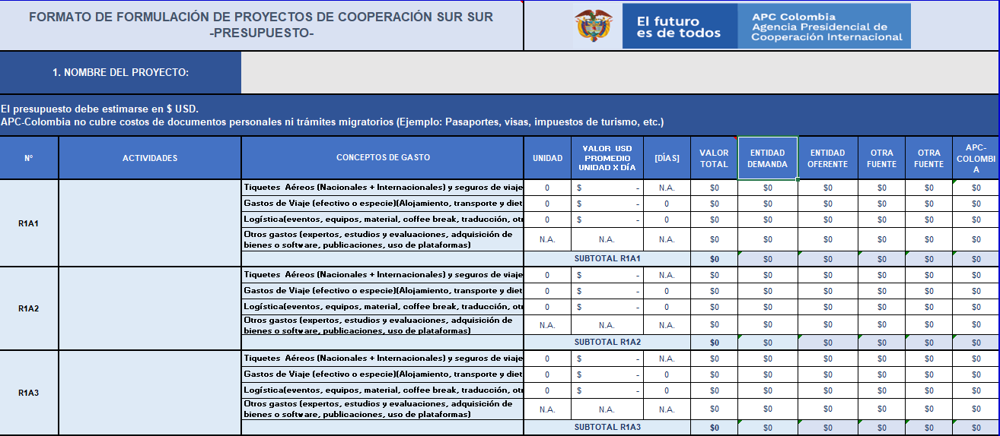 FORMATO DE FORMULACIÓN DE PROYECTOS DE COOPERACIÓN SUR SUR
-PRESUPUESTO-
El futuro
es de todos
APC Colombia
Agencia Presidencial de
Cooperación Internacional
1. NOMBRE DEL PROYECTO:
El presupuesto debe estimarse en $ USD.
APC-Colombia no cubre costos de documentos personales ni trámites migratorios (Ejemplo: Pasaportes, visas, impuestos de turismo, etc.)
N° ACTIVIDADES CONCEPTOS DE GASTO UNIDAD VALOR USD PROMEDIO UNIDAD X DÍA [DÍAS] VALOR TOTAL ENTIDAD DEMANDA ENTIDAD OFERENTE OTRA FUENTE OTRA FUENTE APC-COLOMBIA
R1A1
Tiquetes Aéreos (Nacionales + Internacionales) y seguros de viaje 0 $ - N.A. $0 $0 $0 $0 $0 $0
Gastos de Viaje (efectivo o especie)(Alojamiento, transporte y diet 0 $ - 0 $0 $0 $0 $0 $0 $0
Logística(eventos, equipos, material, coffee break, traducción, otr 0 $ - 0 $0 $0 $0 $0 $0 $0
Otros gastos (expertos, estudios y evaluaciones, adquisición de
bienes o software, publicaciones, uso de plataformas) N.A. N.A. N.A. $0 $0 $0 $0 $0 $0
SUBTOTAL R1A1 $0 $0 $0 $0 $0 $0
R1A2
Tiquetes Aéreos (Nacionales + Internacionales) y seguros de viaje 0 $ - N.A. $0 $0 $0 $0 $0 $0
Gastos de Viaje (efectivo o especie)(Alojamiento, transporte y diet 0 $ - 0 $0 $0 $0 $0 $0 $0
Logística(eventos, equipos, material, coffee break, traducción, otr 0 $ - 0 $0 $0 $0 $0 $0 $0
Otros gastos (expertos, estudios y evaluaciones, adquisición de
bienes o software, publicaciones, uso de plataformas) N.A. N.A. N.A. $0 $0 $0 $0 $0 $0
SUBTOTAL R1A2 $0 $0 $0 $0 $0 $0
R1A3
Tiquetes Aéreos (Nacionales + Internacionales) y seguros de viaje 0 $ - N.A. $0 $0 $0 $0 $0 $0
Gastos de Viaje (efectivo o especie)(Alojamiento, transporte y diet 0 $ - 0 $0 $0 $0 $0 $0 $0
Logística(eventos, equipos, material, coffee break, traducción, otr 0 $ - 0 $0 $0 $0 $0 $0 $0
Otros gastos (expertos, estudios y evaluaciones, adquisición de
bienes o software, publicaciones, uso de plataformas) N.A. N.A. N.A. $0 $0 $0 $0 $0 $0
SUBTOTAL R1A3 $0 $0 $0 $0 $0 $0